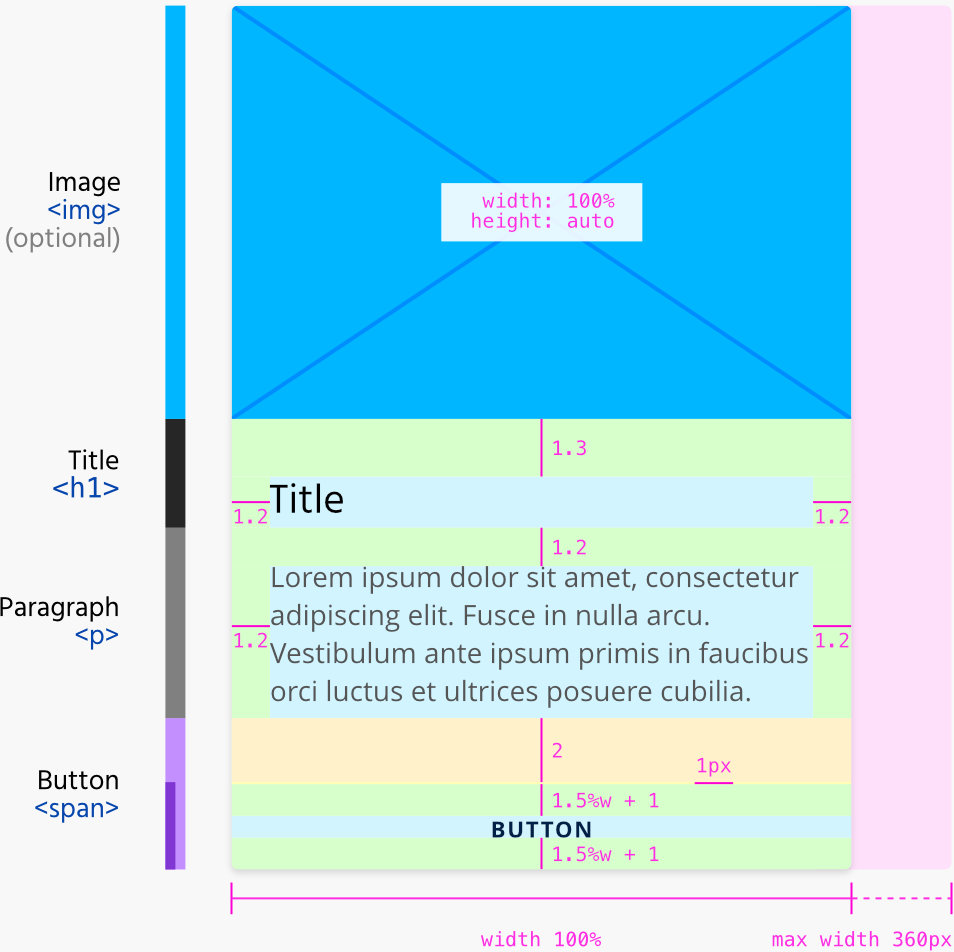 Image
<img>
(optional)
width: 100%
height: auto
1.3
Title
<h1>
Title
1.2
1.2
1.2
Paragraph
<p>
Lorem ipsum dolor sit amet, consectetur
adipiscing elit. Fusce in nulla arcu.
Vestibulum ante ipsum primis in faucibus
orci luctus et ultrices posuere cubilia.
1.2
1.2
Button
<span>
2
1px
1.5%w + 1
BUTTON
1.5%w + 1
width 100%
max width 360px